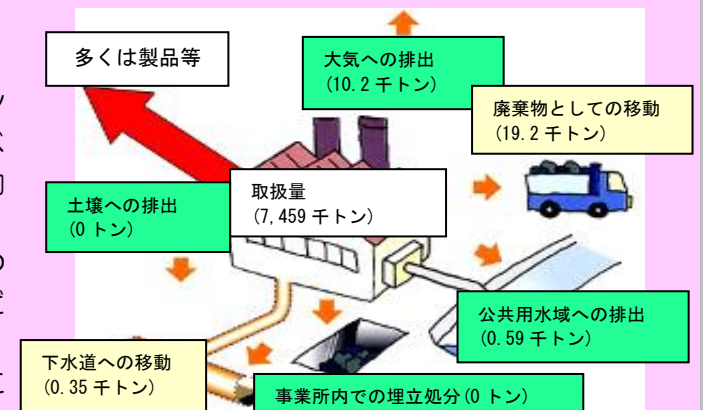 多くは製品等
大気への排出
(10.2 千トン)
廃棄物としての移動
(19.2 千トン)
取扱量
(7,459 千トン)
土壌への排出
(0 トン)
公共用水域への排出
(0.59 千トン)
下水道への移動
(0.35 千トン)
事業所内での埋立処分(0 トン)